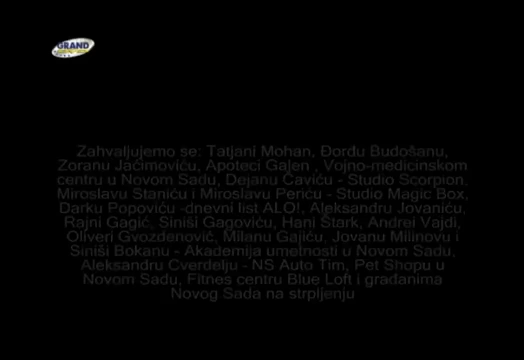 GRAND
Zahvaljujemo se: Tatjani Mohan, Đorđu Budošanu,
Zoranu Jaćimoviću, Apoteci Galen , Vojno-medicinskom
centru u Novom Sadu, Dejanu Čaviću - Studio Scorpion,
Miroslavu Staniću i Miroslavu Periću - Studio Magic Box,
Darku Popoviću -dnevni list ALO!, Aleksandru Jovaniću,
Rajni Gagić, Siniši Gagoviću, Hani Štark, Andrei Vajdi,
Oliveri Gvozdenović, Milanu Gajiću, Jovanu Milinovu i
Siniši Bokanu - Akademija umetnosti u Novom Sadu,
Aleksandru Cverdelju - NS Auto Tim, Pet Shopu u
Novom Sadu, Fitnes centru Blue Loft i građanima
Novog Sada na strpljenju